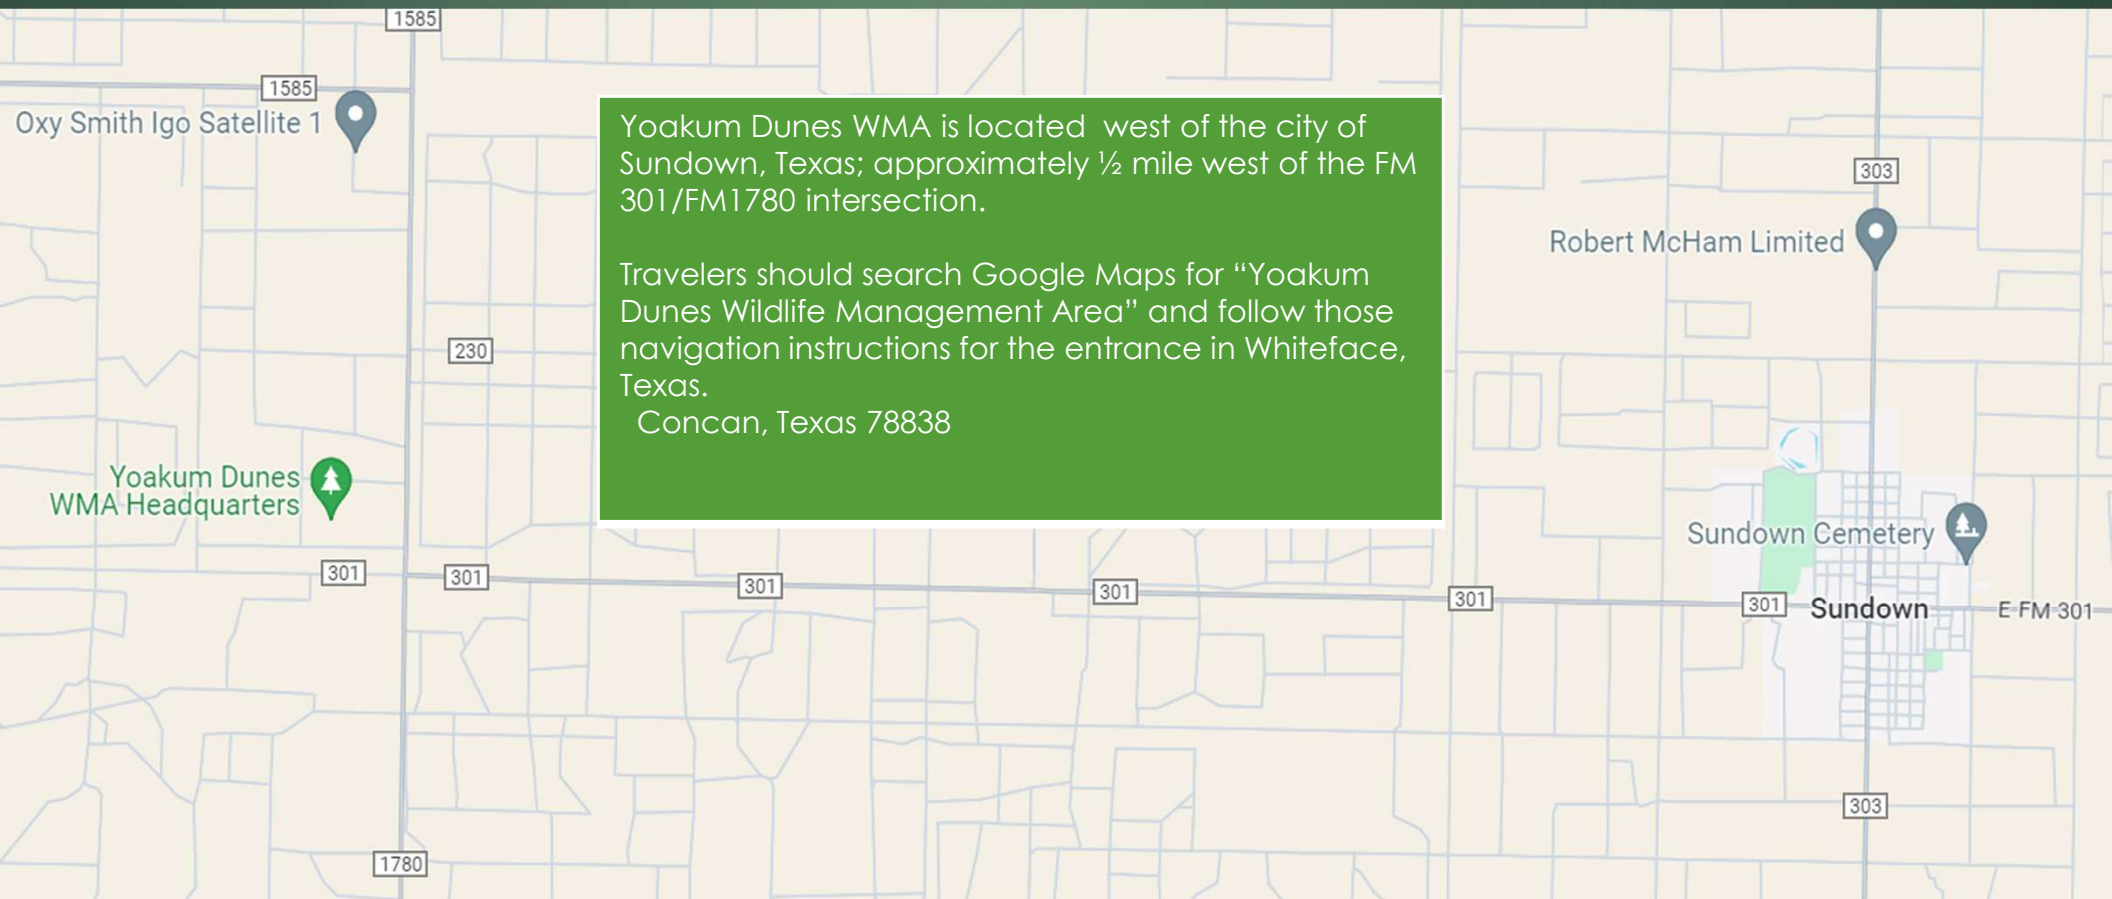 1585
1585
Oxy Smith Igo Satellite 1
Yoakum Dunes WMA is located  west of the city of
Sundown, Texas; approximately ½ mile west of the FM
301/FM1780 intersection.
Travelers should search Google Maps for “Yoakum
Dunes Wildlife Management Area” and follow those
navigation instructions for the entrance in Whiteface,
Texas.
Concan, Texas 78838
303
Robert McHam Limited
230
Yoakum Dunes
WMA Headquarters
Sundown Cemetery
301
301
301
301
301
301
Sundown
E FM 301
303
1780